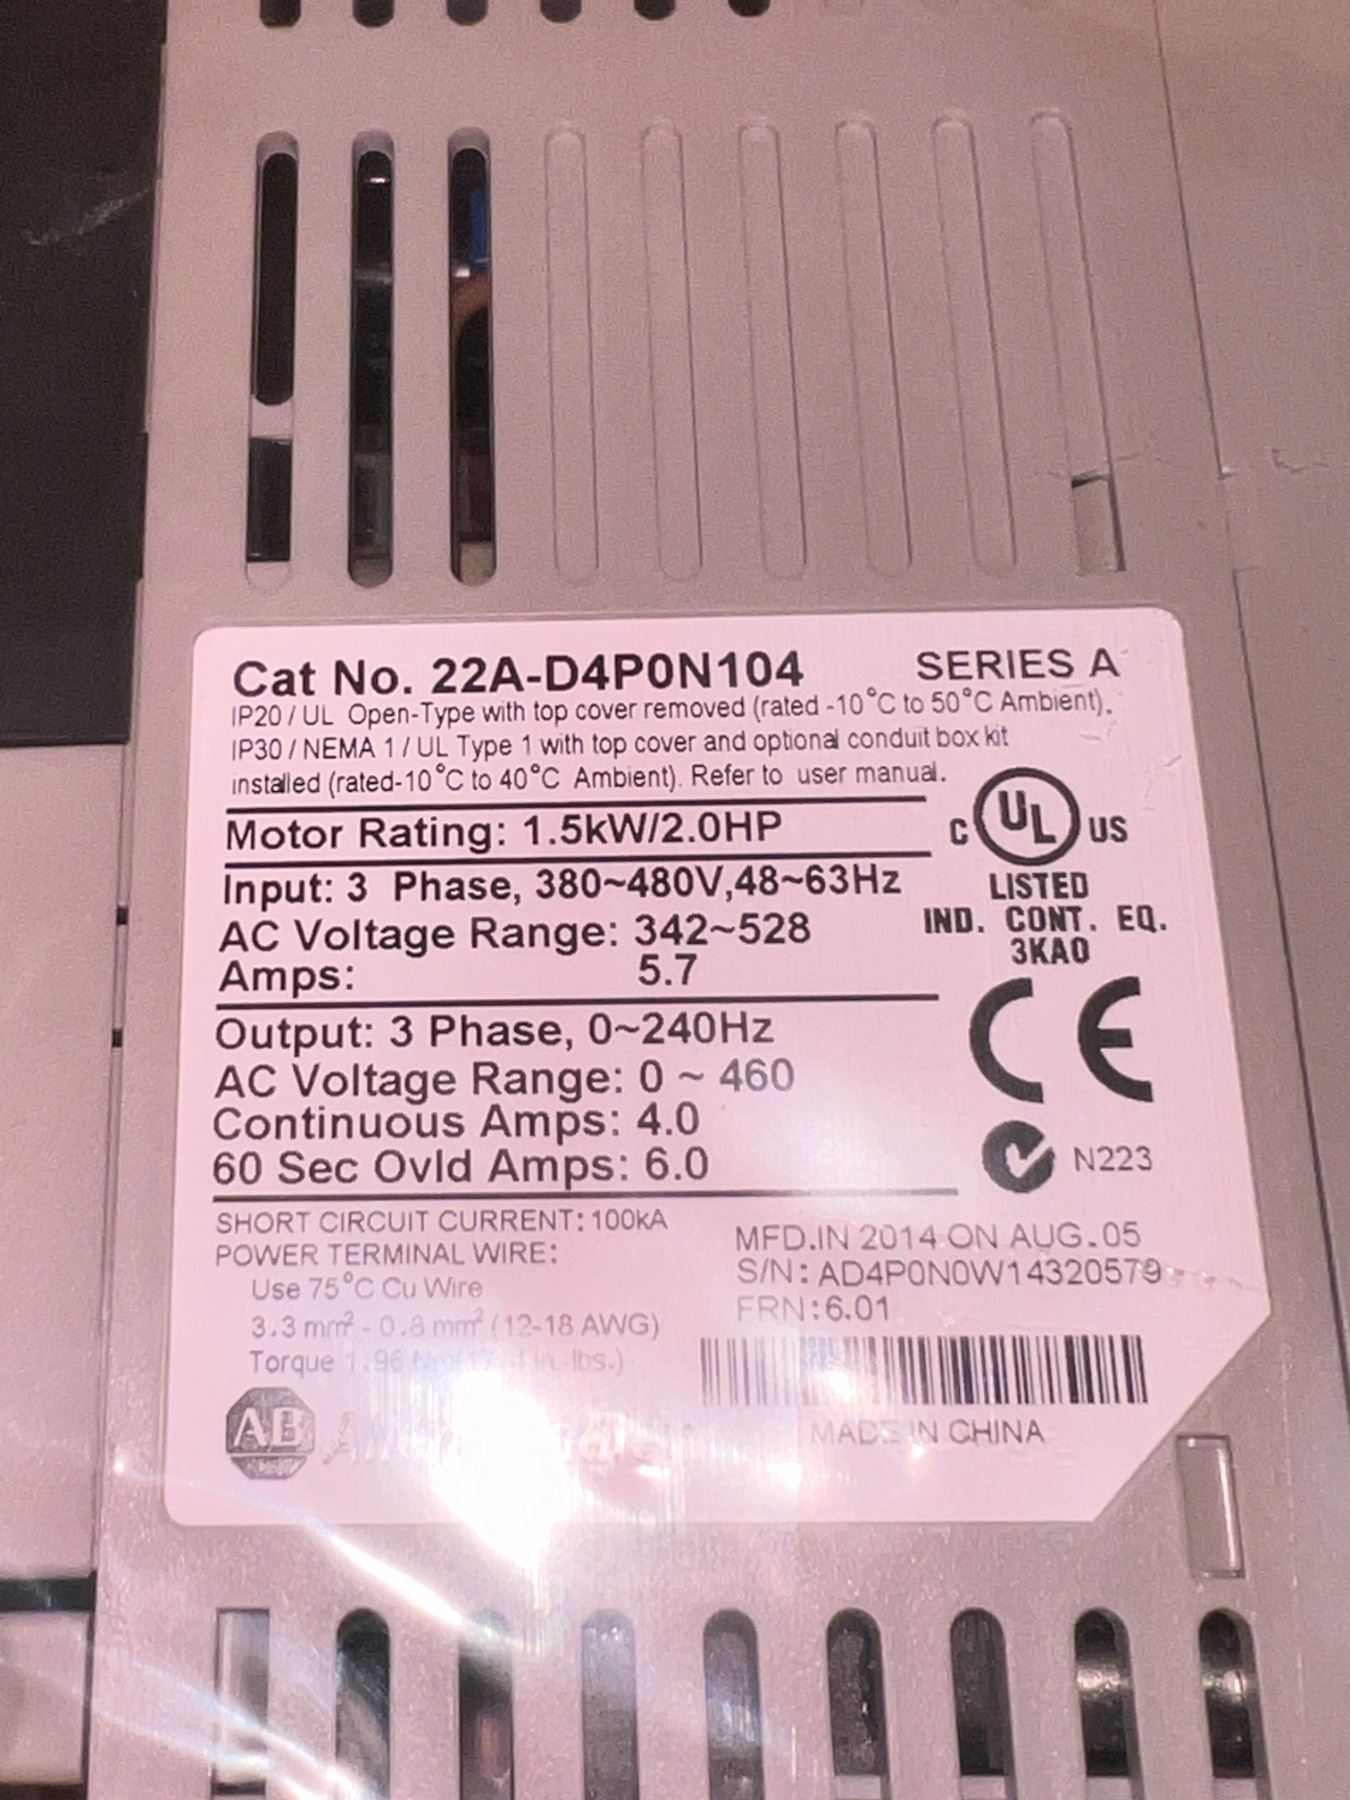 Cat No. 22A-D4P0N104 SERIES A
IP20 / UL Open-Type with top cover removed (rated -10°C to 50°C Ambient).
IP30 / NEMA 1 / UL Type 1 with top cover and optional conduit box kit
installed (rated-10°C to 40°C Ambient). Refer to user manual.
Motor Rating: 1.5kW/2.0HP
C UL US
LISTED
IND. CONT. EQ.
3KA0
Input: 3 Phase, 380~480V,48~63Hz
AC Voltage Range: 342~528
Amps: 5.7
CE
Output: 3 Phase, 0~240Hz
AC Voltage Range: 0 ~ 460
Continuous Amps: 4.0
60 Sec Ovld Amps: 6.0
N223
SHORT CIRCUIT CURRENT: 100kA
POWER TERMINAL WIRE:
Use 75°C Cu Wire
3.3 mm² - 0.8 mm² (12-18 AWG)
Torque 1.96 in.-lbs.)
MFD.IN 2014 ON AUG.05
S/N: AD4P0N0W14320579
FRN:6.01
MADE IN CHINA
AB